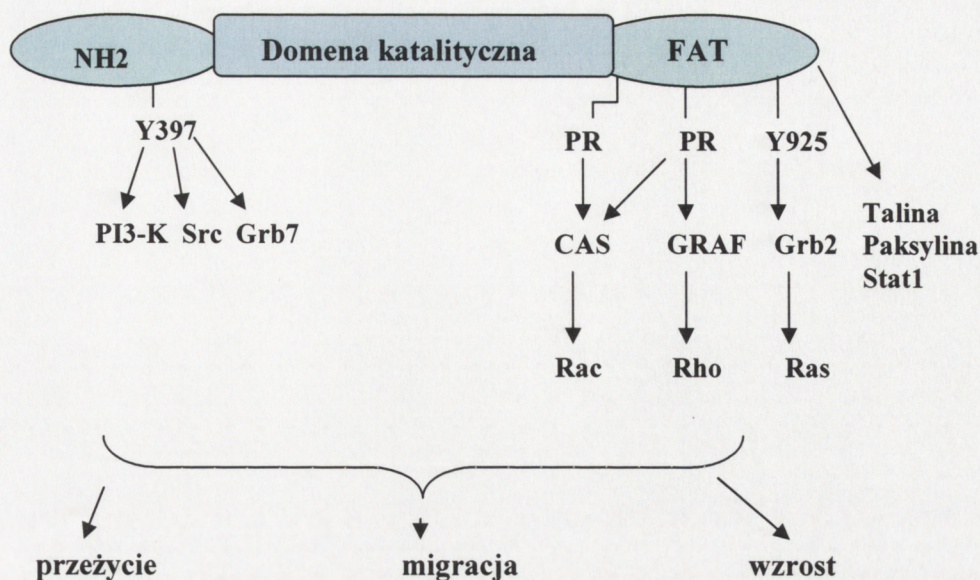 NH2 Domena katalityczna FAT
Y397 PR PR Y925
PI3-K Src Grb7 CAS GRAF Grb2
Talina
Paksylina
Stat1
Rac Rho Ras
przeżycie migracja wzrost